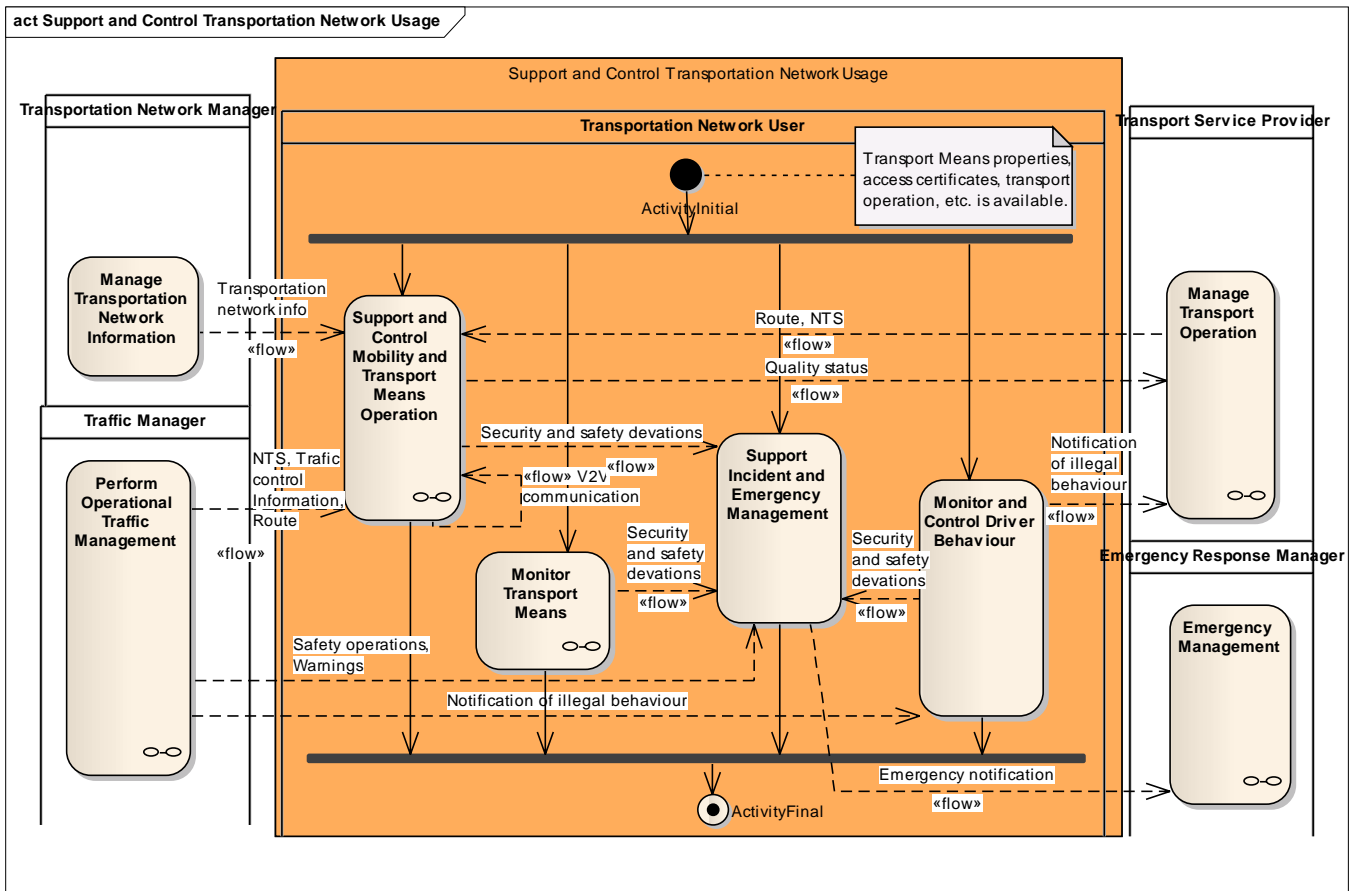 act Support and Control Transportation Network Usage
Support and Control Transportation Network Usage
Transportation Network Manager
Transportation Network User
Transport Service Provider
Transport Means properties,
access certificates, transport
operation, etc. is available.
ActivityInitial
Manage
Transportation
Network
Information
Transportation
network info
«flow»
Support and
Control
Mobility and
Transport
Means
Operation
Route, NTS
«flow»
Quality status
«flow»
Manage
Transport
Operation
Traffic Manager
Perform
Operational
Traffic
Management
NTS, Trafic
control
Information,
Route
«flow»
Security and safety devations
«flow»
«flow» V2V
communication
Support
Incident and
Emergency
Management
Monitor and
Control Driver
Behaviour
Notification
of illegal
behaviour
«flow»
Monitor
Transport
Means
Security
and safety
devations
«flow»
Security
and safety
devations
«flow»
Emergency Response Manager
Emergency
Management
Safety operations,
Warnings
Notification of illegal behaviour
Emergency notification
«flow»
ActivityFinal